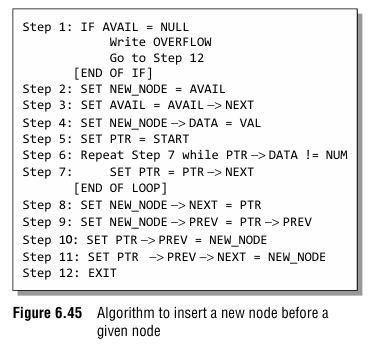 Step 1: IF AVAIL = NULL
Write OVERFLOW
Go to Step 12
[END OF IF]
Step 2: SET NEW_NODE = AVAIL
Step 3: SET AVAIL = AVAIL —> NEXT
Step 4: SET NEW_NODE —> DATA = VAL
Step 5: SET PTR = START
Step 6: Repeat Step 7 while PTR —> DATA != NUM
Step 7: SET PTR = PTR —> NEXT
[END OF LOOP]
Step 8: SET NEW_NODE —> NEXT = PTR
Step 9: SET NEW_NODE —> PREV = PTR —> PREV
Step 10: SET PTR —> PREV = NEW_NODE
Step 11: SET PTR —> PREV —> NEXT = NEW_NODE
Step 12: EXIT
Figure 6.45 Algorithm to insert a new node before a
given node